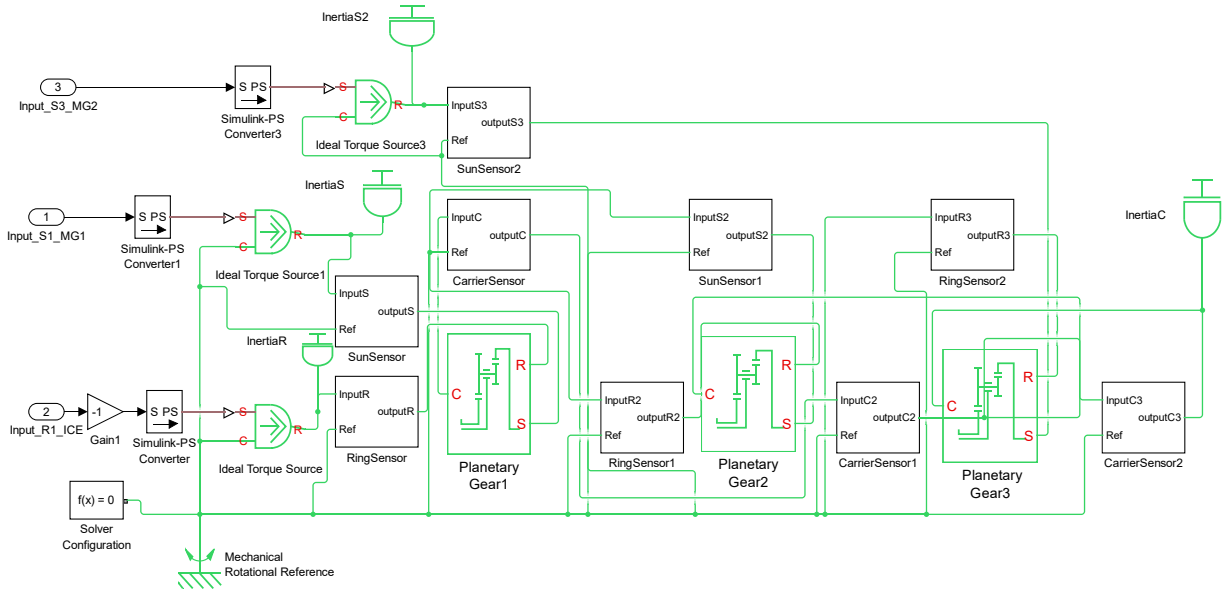 InertiaS2
3
Input_S3_MG2
S PS
Simulink-PS
Converter3
S
C
R
Ideal Torque Source3
InputS3
outputS3
Ref
SunSensor2
InertiaS
1
Input_S1_MG1
S PS
Simulink-PS
Converter1
S
C
R
Ideal Torque Source1
InputS
outputS
Ref
SunSensor
InputC
outputC
Ref
CarrierSensor
InputS2
outputS2
Ref
SunSensor1
InputR3
outputR3
Ref
RingSensor2
InertiaC
InertiaR
2
Input_R1_ICE
-1
Gain1
S PS
Simulink-PS
Converter
S
C
R
Ideal Torque Source
InputR
outputR
Ref
RingSensor
C
R
S
Planetary
Gear1
InputR2
outputR2
Ref
RingSensor1
C
R
S
Planetary
Gear2
InputC2
outputC2
Ref
CarrierSensor1
C
R
S
Planetary
Gear3
InputC3
outputC3
Ref
CarrierSensor2
f(x) = 0
Solver
Configuration
Mechanical
Rotational Reference